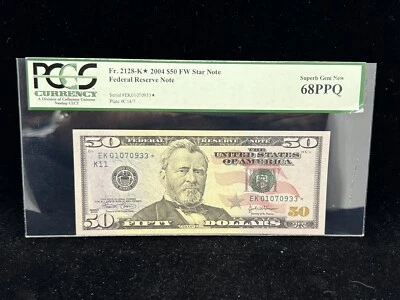 PCGS
CURRENCY
A Division of Collectors Universe
Nasdaq: CLCT
Fr. 2128-K★ 2004 $50 FW Star Note
Federal Reserve Note
Serial #EK01070933★
Superb Gem New
68PPQ
50 FEDERAL RESERVE NOTE
THE UNITED STATES OF AMERICA
EK 01070933 ★
K11
EK 01070933 ★
50 FIFTY DOLLARS 50